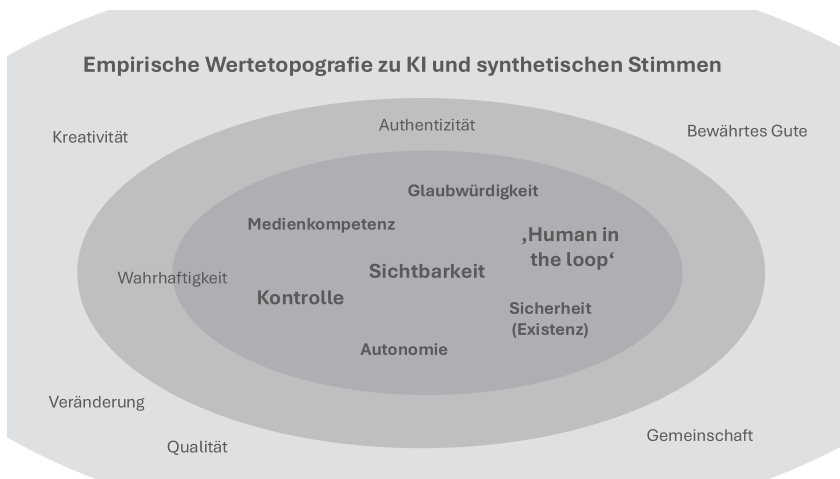 Empirische Wertetopografie zu KI und synthetischen Stimmen
Kreativität
Authentizität
Bewährtes Gute
Glaubwürdigkeit
Medienkompetenz
‚Human in
the loop‘
Sichtbarkeit
Wahrhaftigkeit
Kontrolle
Sicherheit
(Existenz)
Autonomie
Veränderung
Gemeinschaft
Qualität